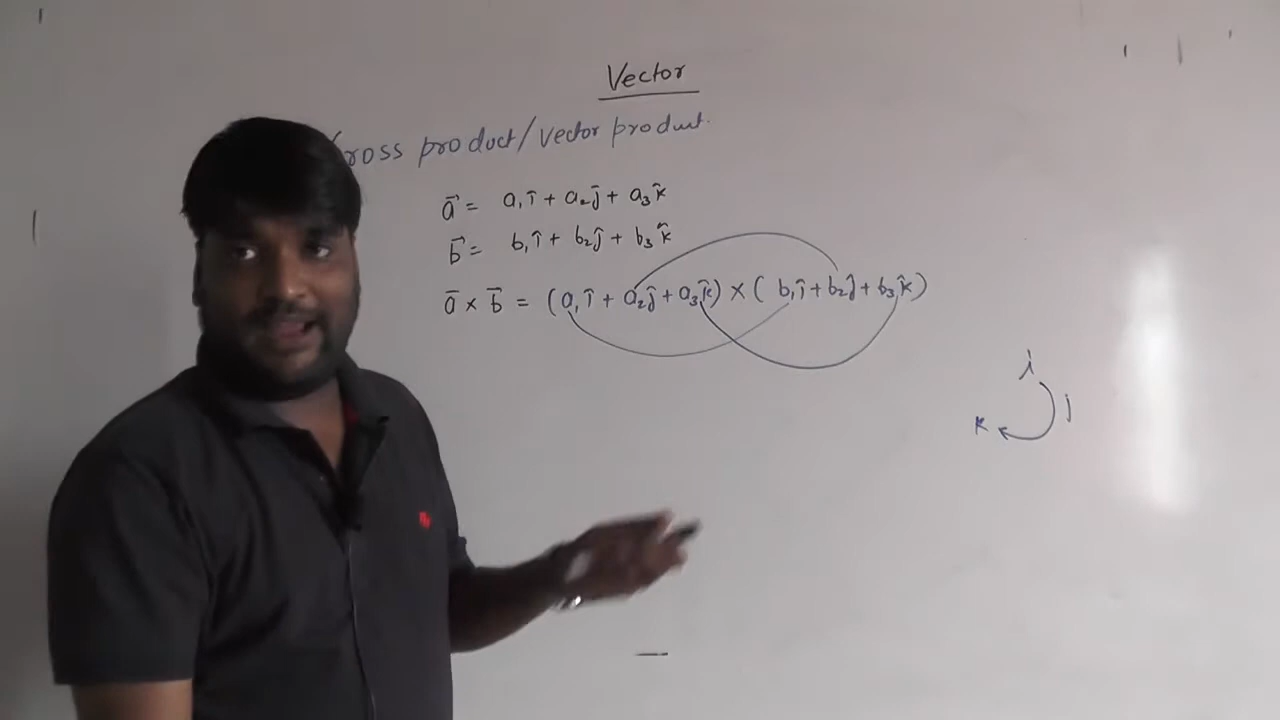 Vector
Cross product/vector product.
a⃗ = a₁î + a₂ĵ + a₃k̂
b⃗ = b₁î + b₂ĵ + b₃k̂
a⃗ × b⃗ = (a₁î + a₂ĵ + a₃k̂) × (b₁î + b₂ĵ + b₃k̂)
i
j
k